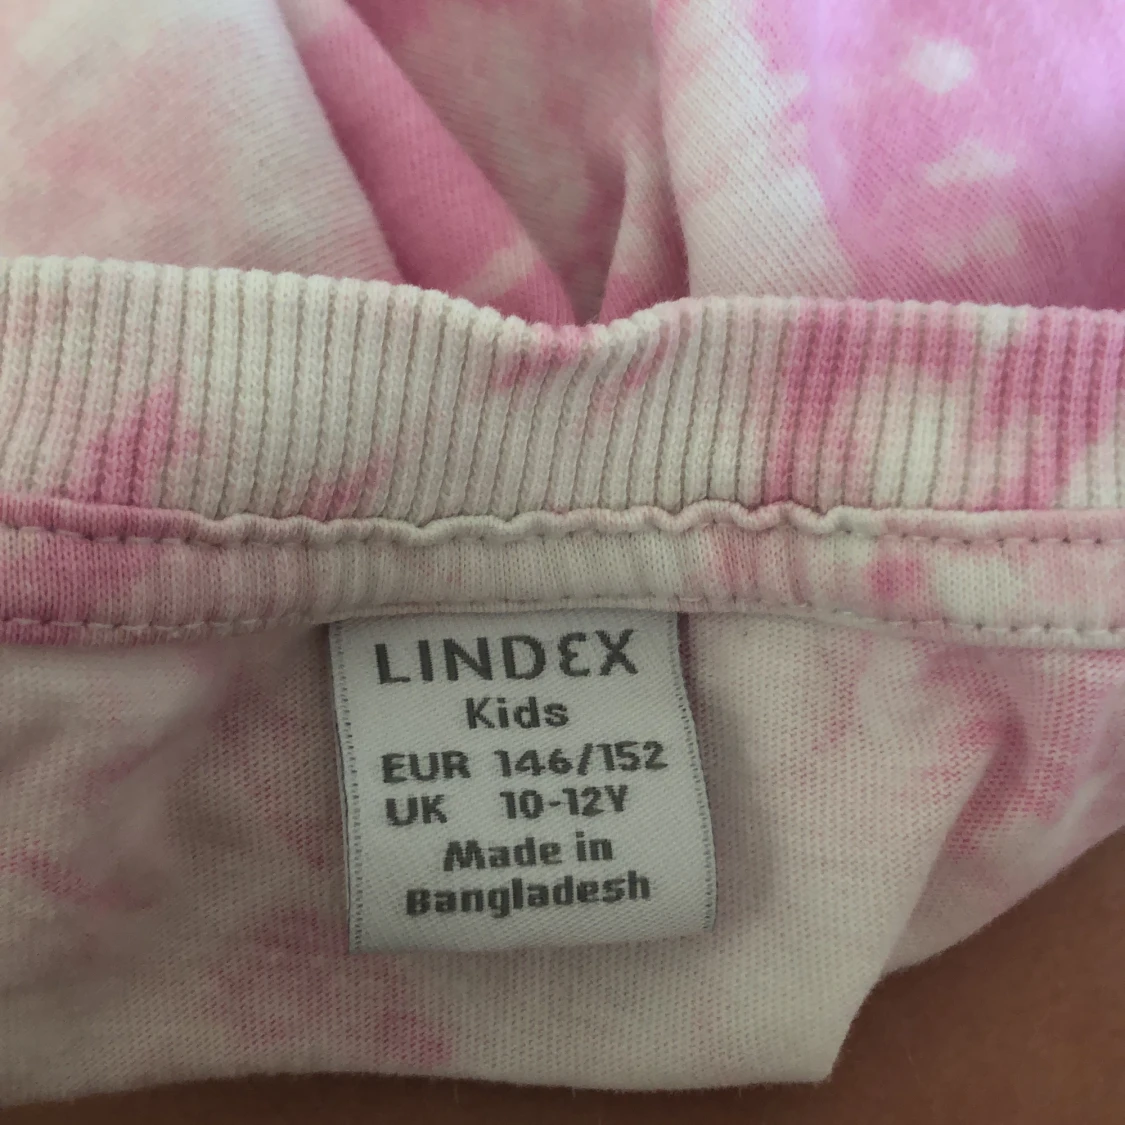 LINDEX
Kids
EUR 146/152
UK 10-12Y
Made in
Bangladesh